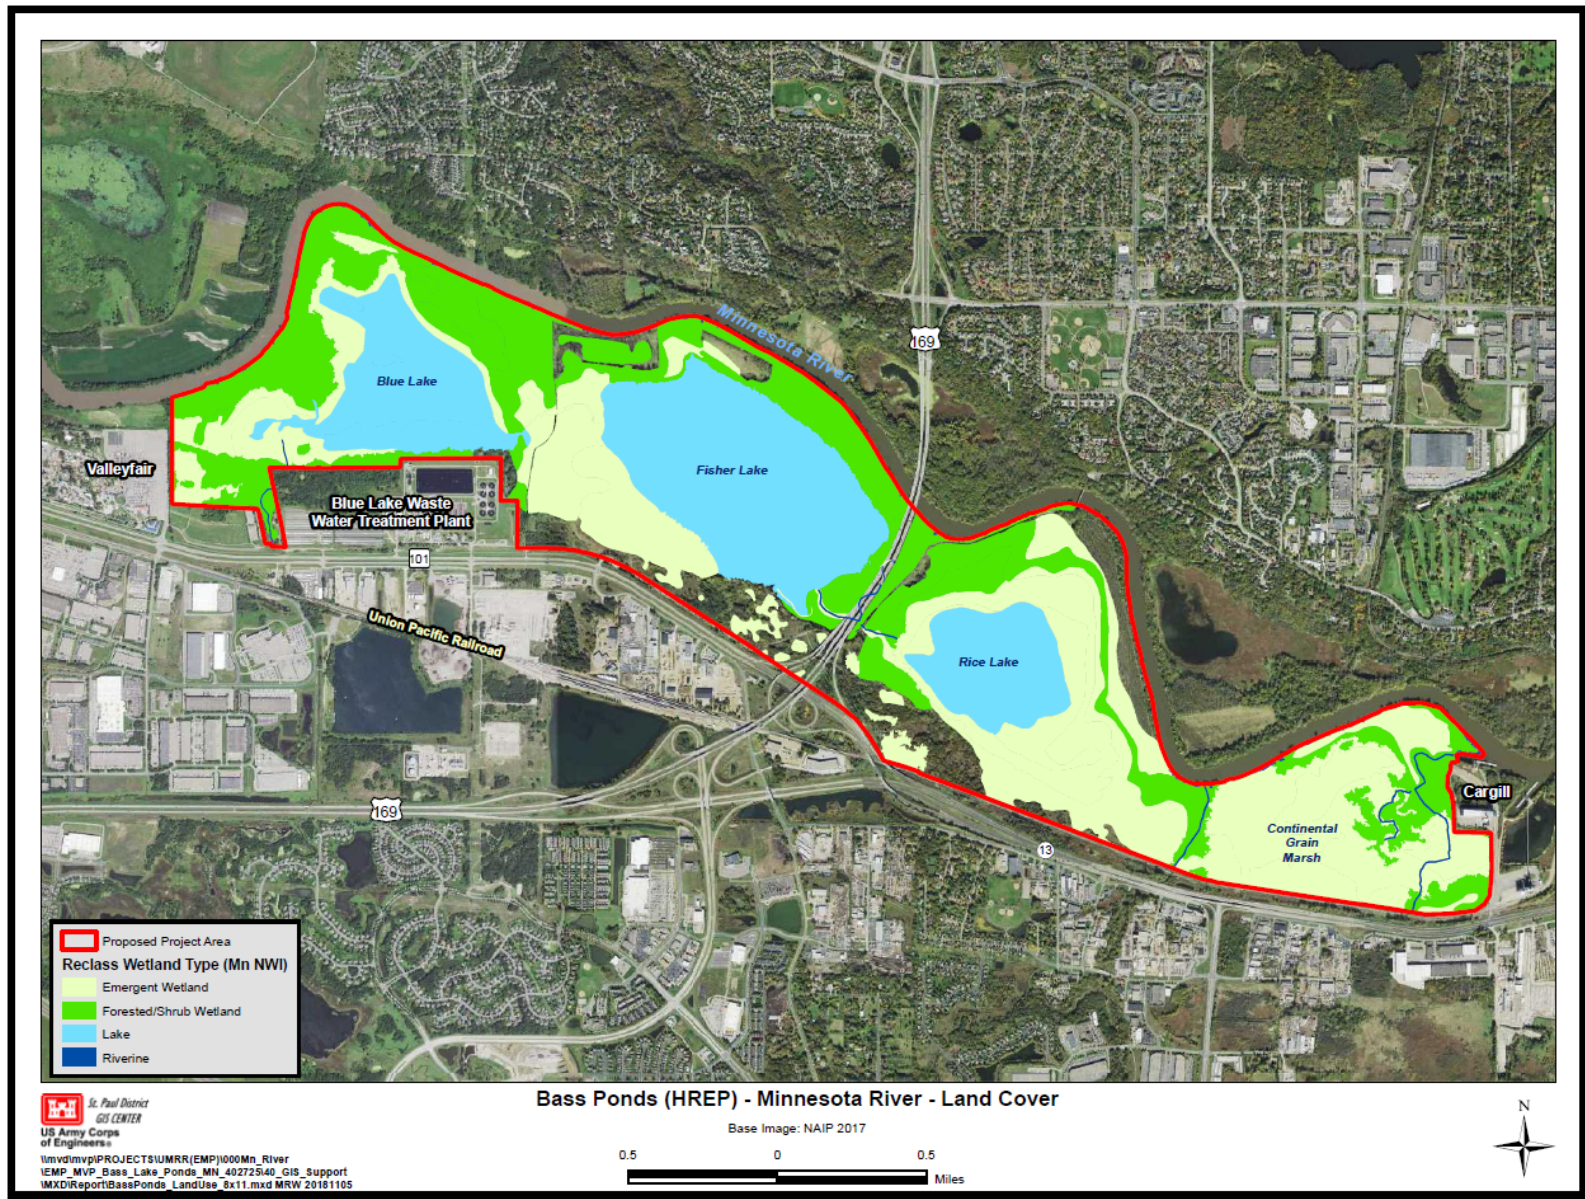 Minnesota River
169
Blue Lake
Valleyfair
Fisher Lake
Blue Lake Waste
Water Treatment Plant
101
Union Pacific Railroad
Rice Lake
169
Cargill
Continental
Grain
Marsh
13
Proposed Project Area
Reclass Wetland Type (Mn NWI)
Emergent Wetland
Forested/Shrub Wetland
Lake
Riverine
St. Paul District
GIS CENTER
US Army Corps
of Engineers®
\\mvd\mvp\PROJECTS\UMRR(EMP)\000Mn_River
\EMP_MVP_Bass_Lake_Ponds_MN_402725\40_GIS_Support
\MXD\Report\BassPonds_LandUse_8x11.mxd MRW 20181105
Bass Ponds (HREP) - Minnesota River - Land Cover
Base Image: NAIP 2017
0.5 0 0.5
Miles
N